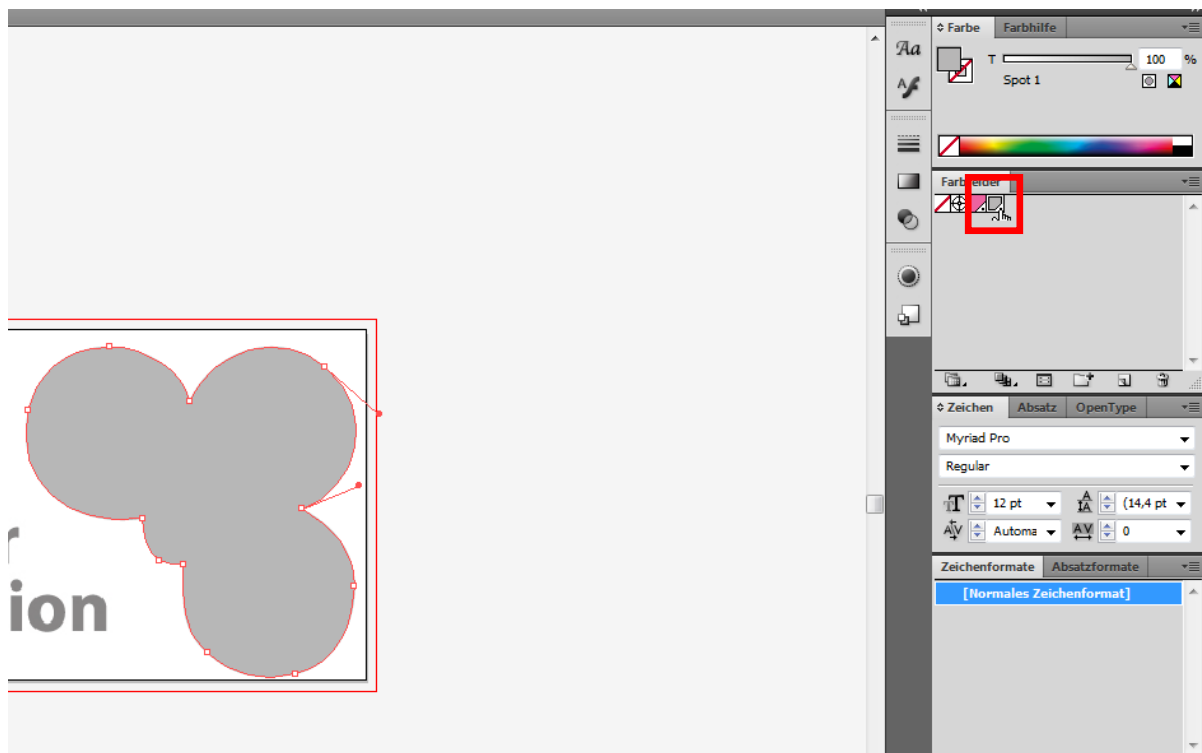 Farbe Farbhilfe
T 100 %
Spot 1
Farbfelder
Zeichen Absatz OpenType
Myriad Pro
Regular
12 pt (14,4 pt
Automa 0
Zeichenformate Absatzformate
[Normales Zeichenformat]
r
ion